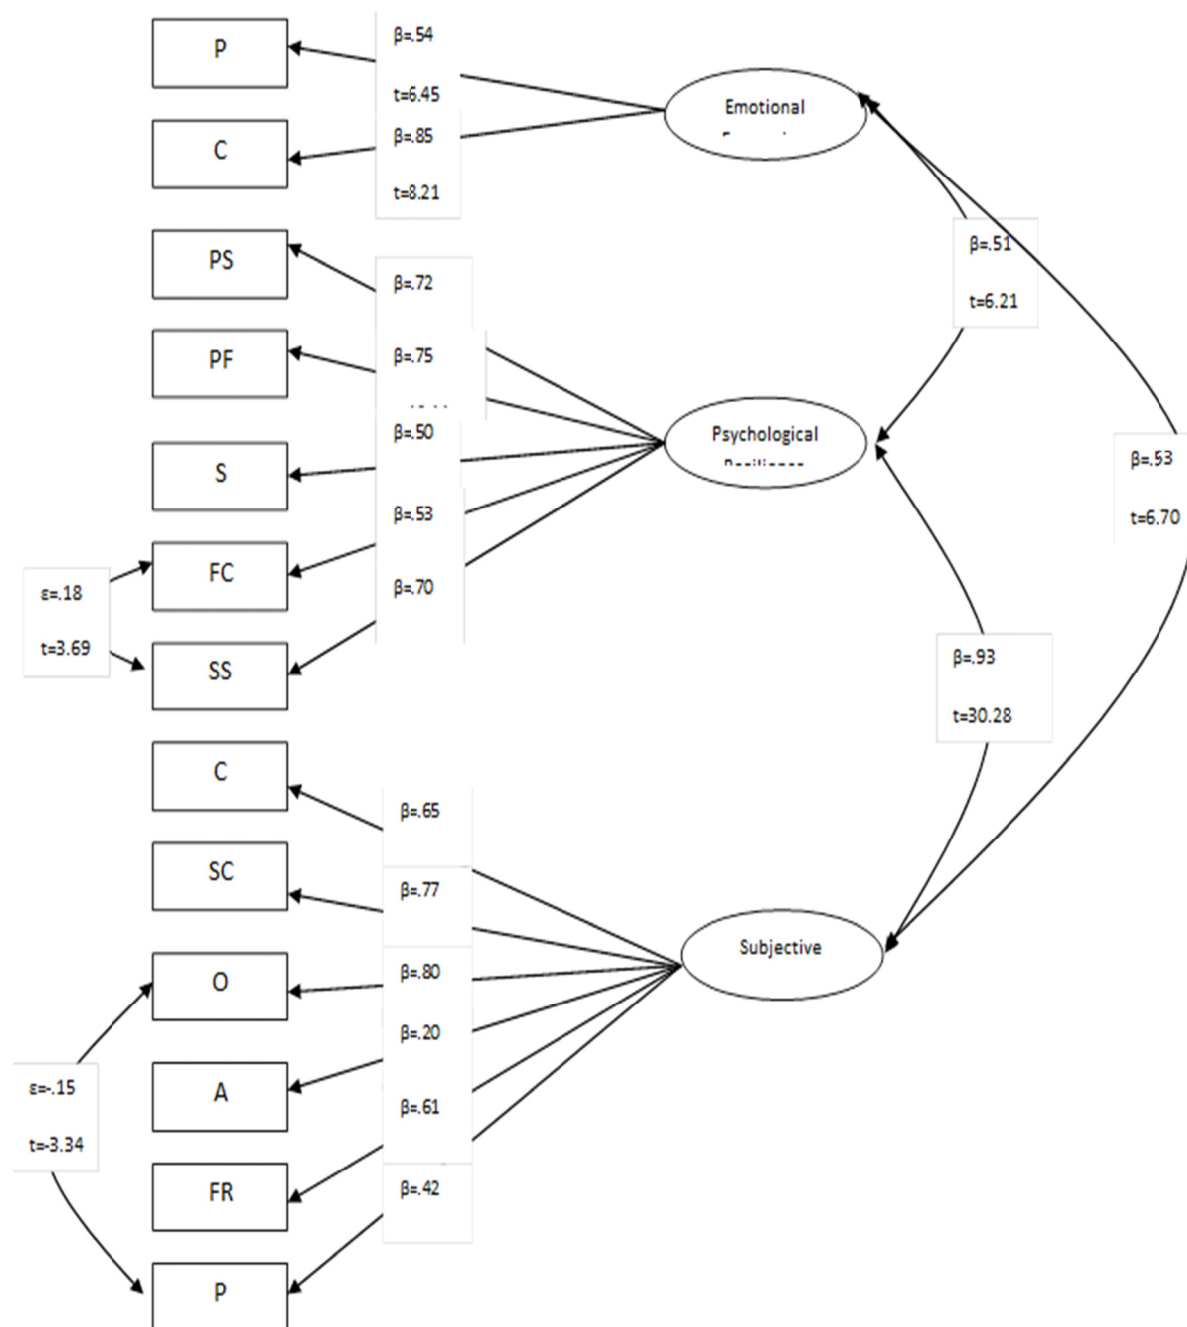 P
β=.54
t=6.45
Emotional
C
β=.85
t=8.21
PS
β=.72
β=.51
t=6.21
PF
β=.75
S
β=.50
Psychological
β=.53
t=6.70
FC
β=.53
ε=.18
t=3.69
SS
β=.70
β=.93
t=30.28
C
β=.65
SC
β=.77
O
β=.80
Subjective
A
β=.20
ε=-.15
t=-3.34
FR
β=.61
P
β=.42